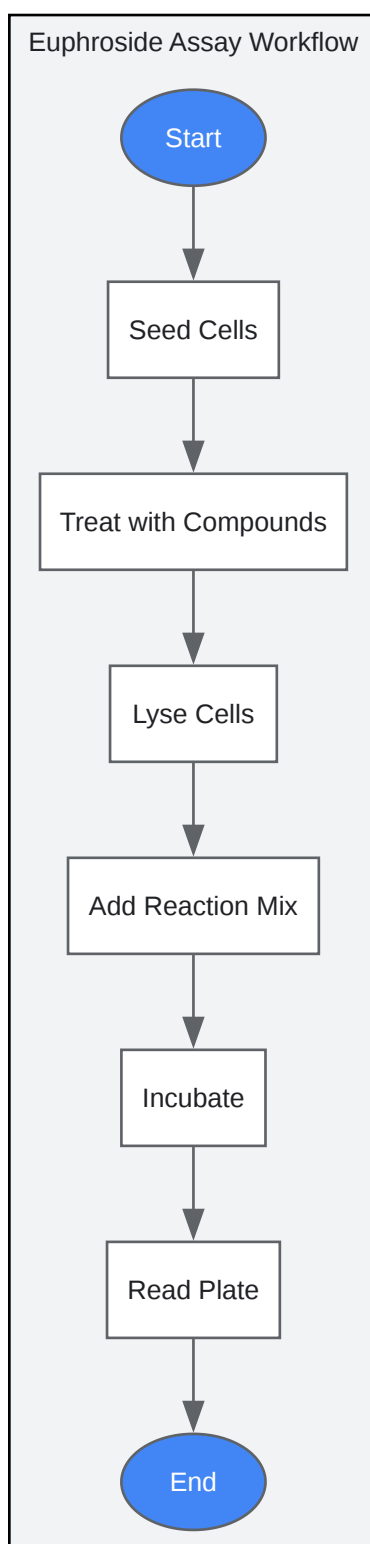 Euphroside Assay Workflow
Start
Seed Cells
Treat with Compounds
Lyse Cells
Add Reaction Mix
Incubate
Read Plate
End